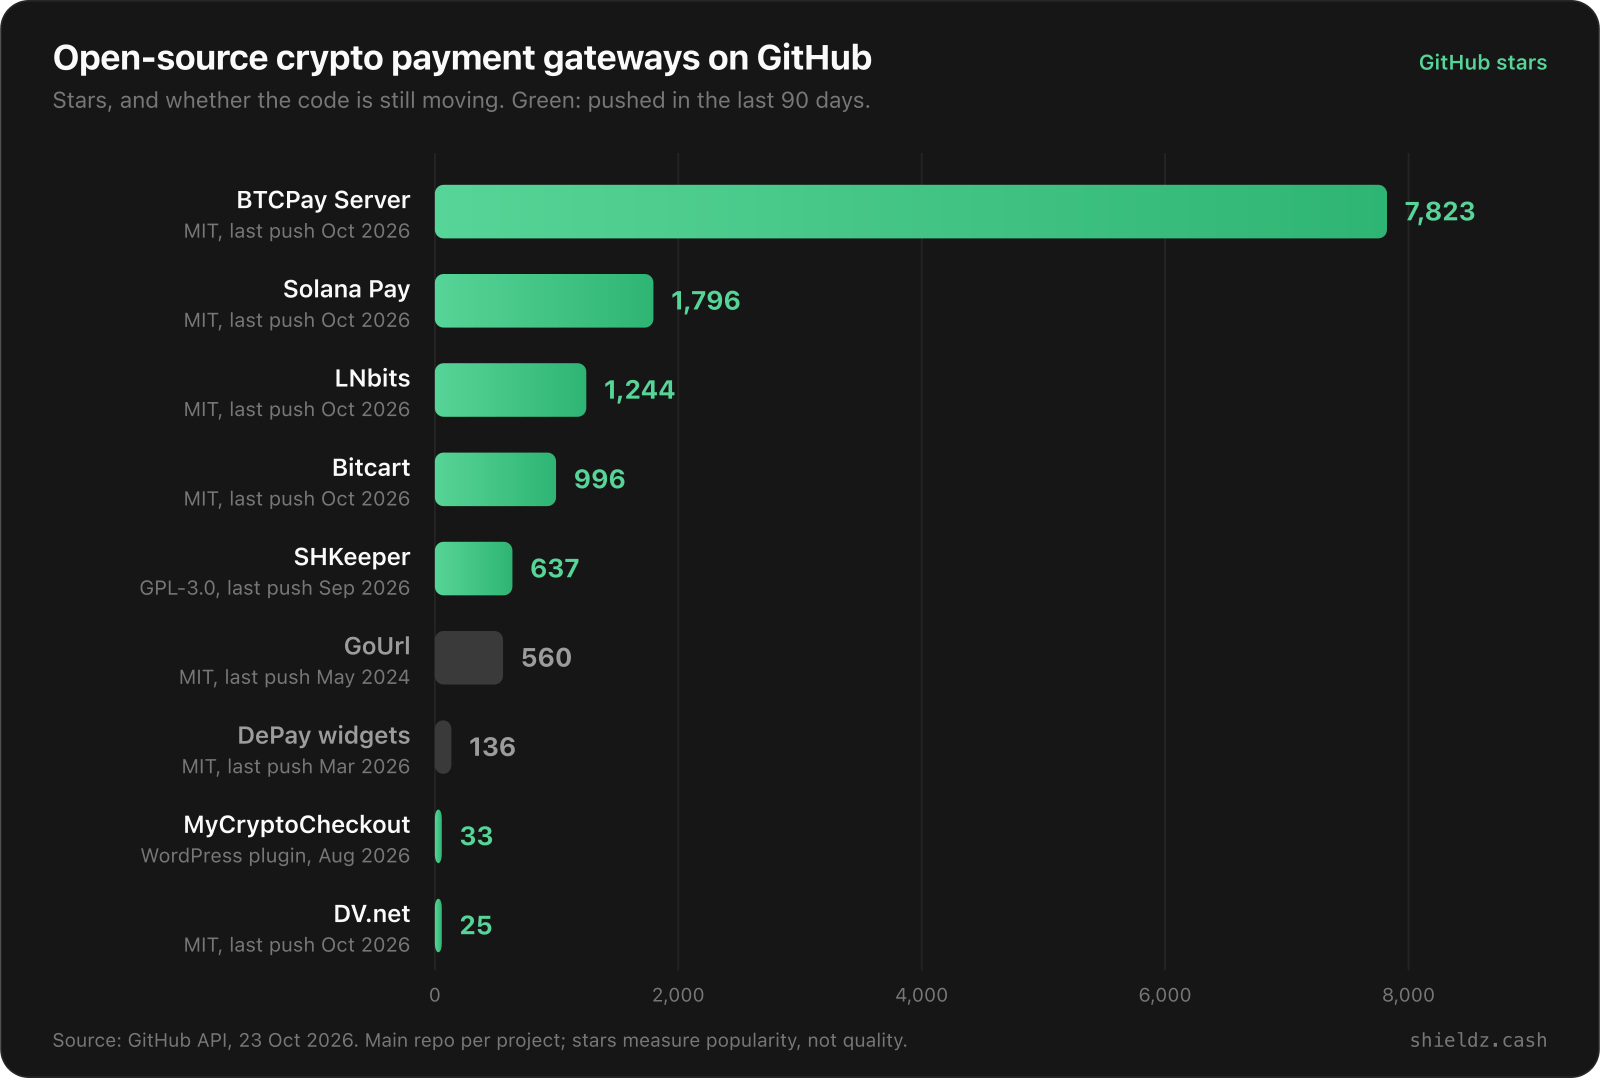 Open-source crypto payment gateways on GitHub
GitHub stars
Stars, and whether the code is still moving. Green: pushed in the last 90 days.
BTCPay Server
MIT, last push Oct 2026
7,823
Solana Pay
MIT, last push Oct 2026
1,796
LNbits
MIT, last push Oct 2026
1,244
Bitcart
MIT, last push Oct 2026
996
SHKeeper
GPL-3.0, last push Sep 2026
637
GoUrl
MIT, last push May 2024
560
DePay widgets
MIT, last push Mar 2026
136
MyCryptoCheckout
WordPress plugin, Aug 2026
33
DV.net
MIT, last push Oct 2026
25
0 2,000 4,000 6,000 8,000
Source: GitHub API, 23 Oct 2026. Main repo per project; stars measure popularity, not quality.
shieldz.cash